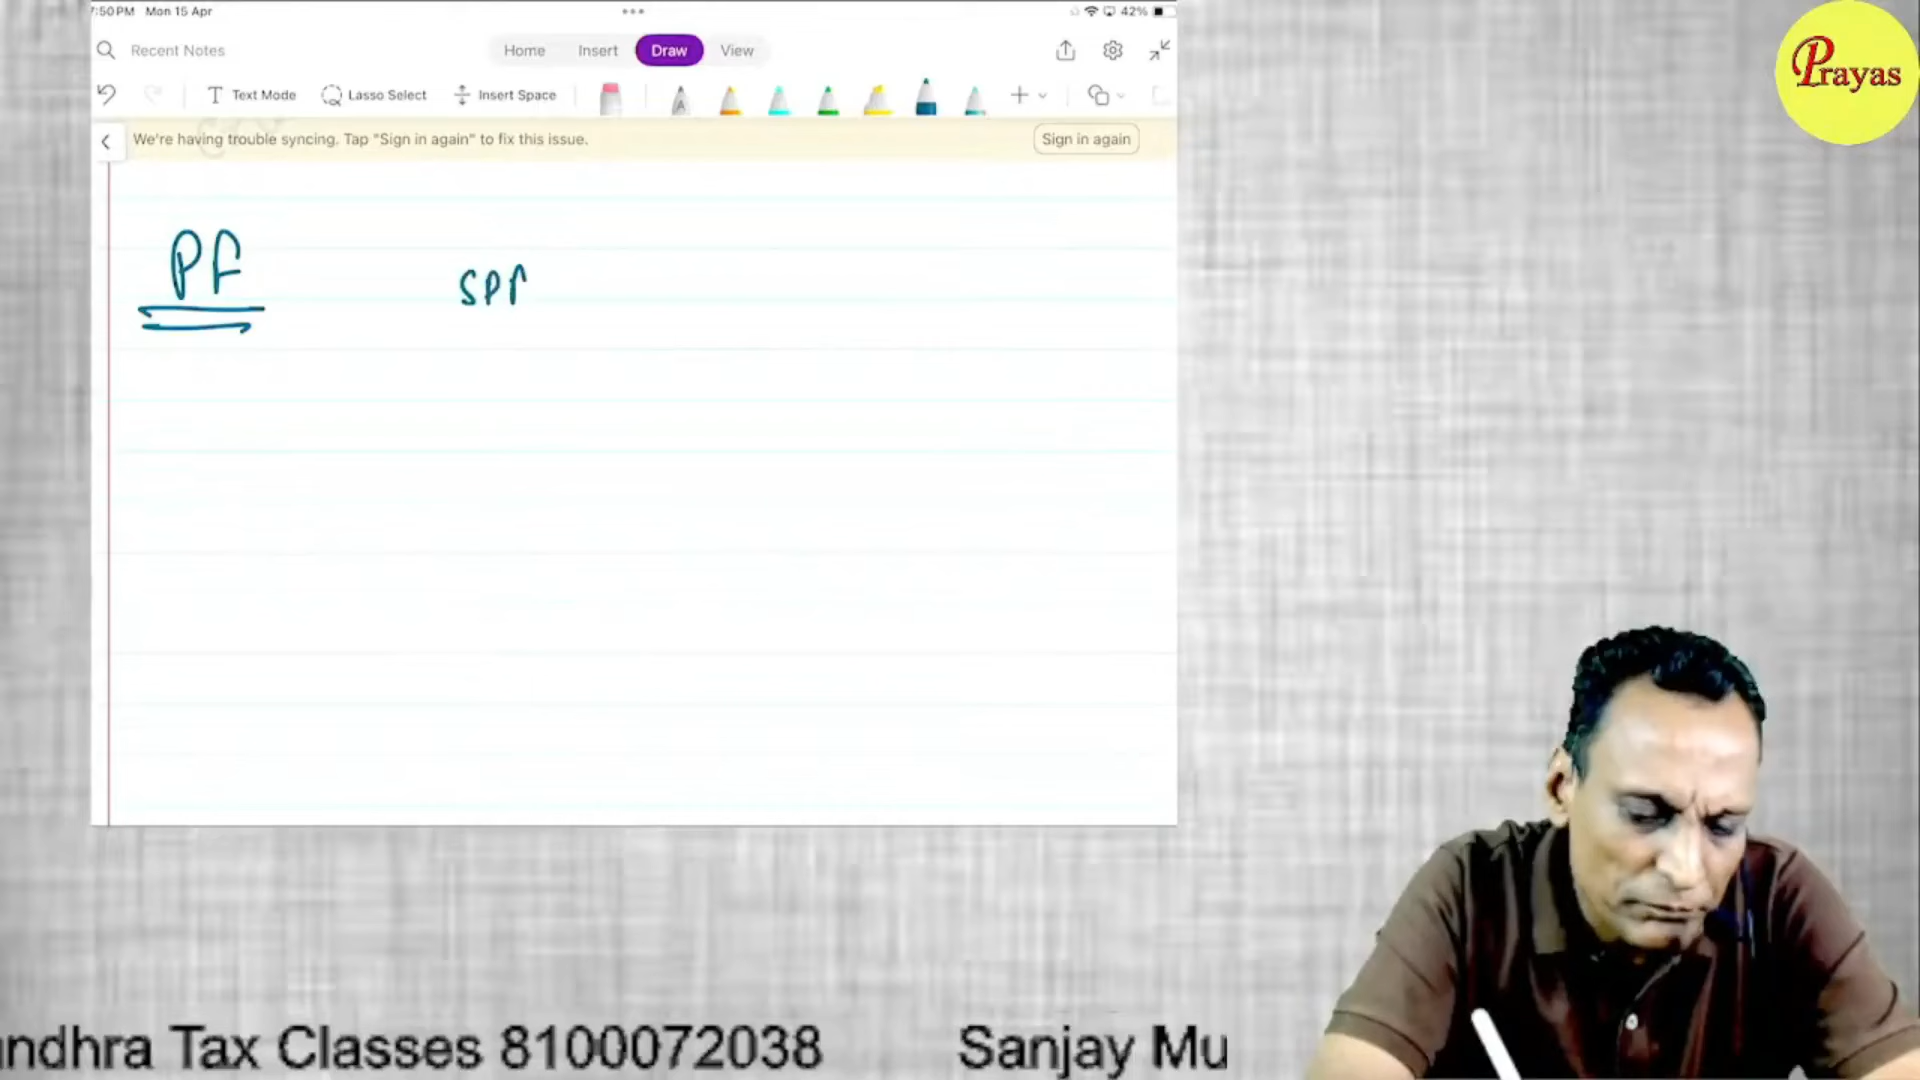 7:50 PM Mon 15 Apr
42%
Recent Notes
Home Insert Draw View
Text Mode Lasso Select Insert Space
We're having trouble syncing. Tap "Sign in again" to fix this issue.
Sign in again
Prayas
PF
SPF
ndhra Tax Classes 8100072038 Sanjay Mu